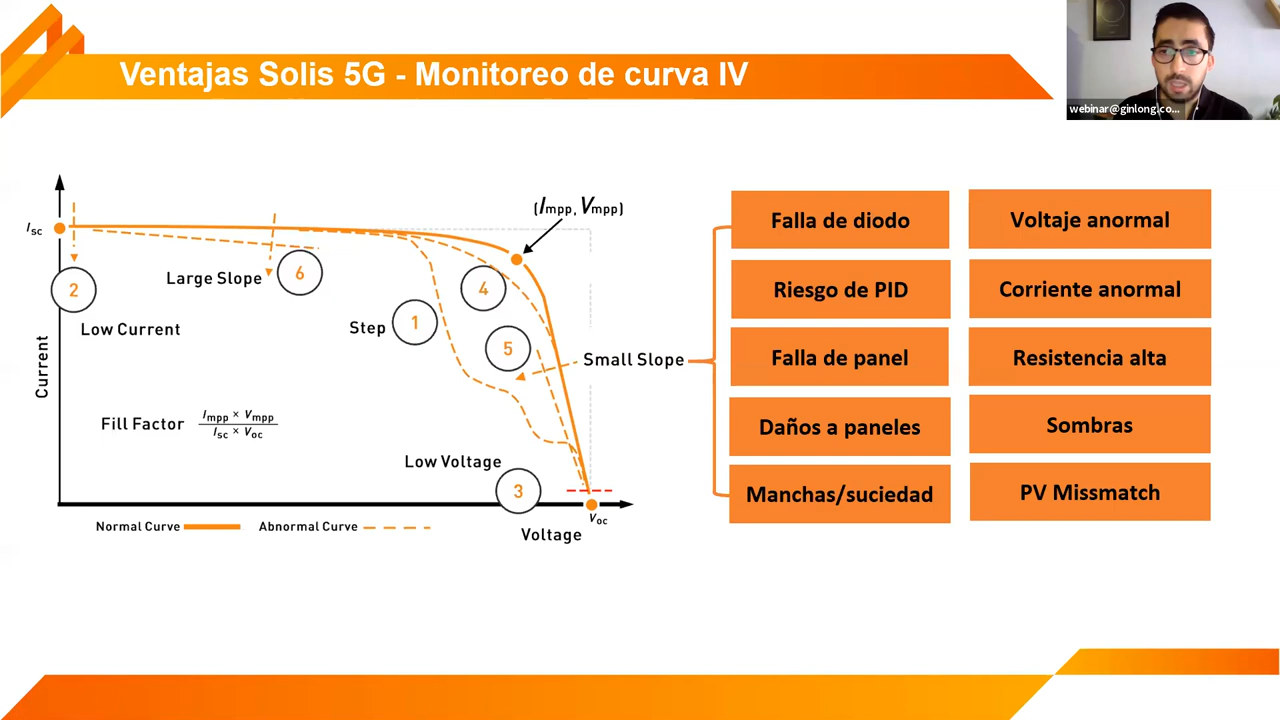 Ventajas Solis 5G - Monitoreo de curva IV
webinar@ginlong.co...
(Impp, Vmpp)
Isc
6
Large Slope
2
4
Low Current
Step
1
5
Small Slope
Current
Fill Factor
Impp × Vmpp
Isc × Voc
Low Voltage
3
Voc
Normal Curve
Abnormal Curve
Voltage
Falla de diodo
Voltaje anormal
Riesgo de PID
Corriente anormal
Falla de panel
Resistencia alta
Daños a paneles
Sombras
Manchas/suciedad
PV Missmatch